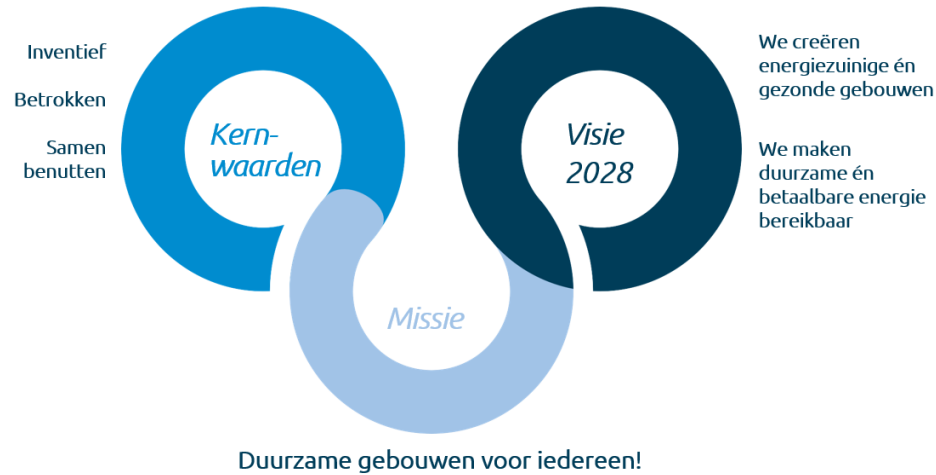 Inventief
Betrokken
Samen
benutten
Kern-
waarden
Visie
2028
We creëren
energiezuinige én
gezonde gebouwen
We maken
duurzame én
betaalbare energie
bereikbaar
Missie
Duurzame gebouwen voor iedereen!